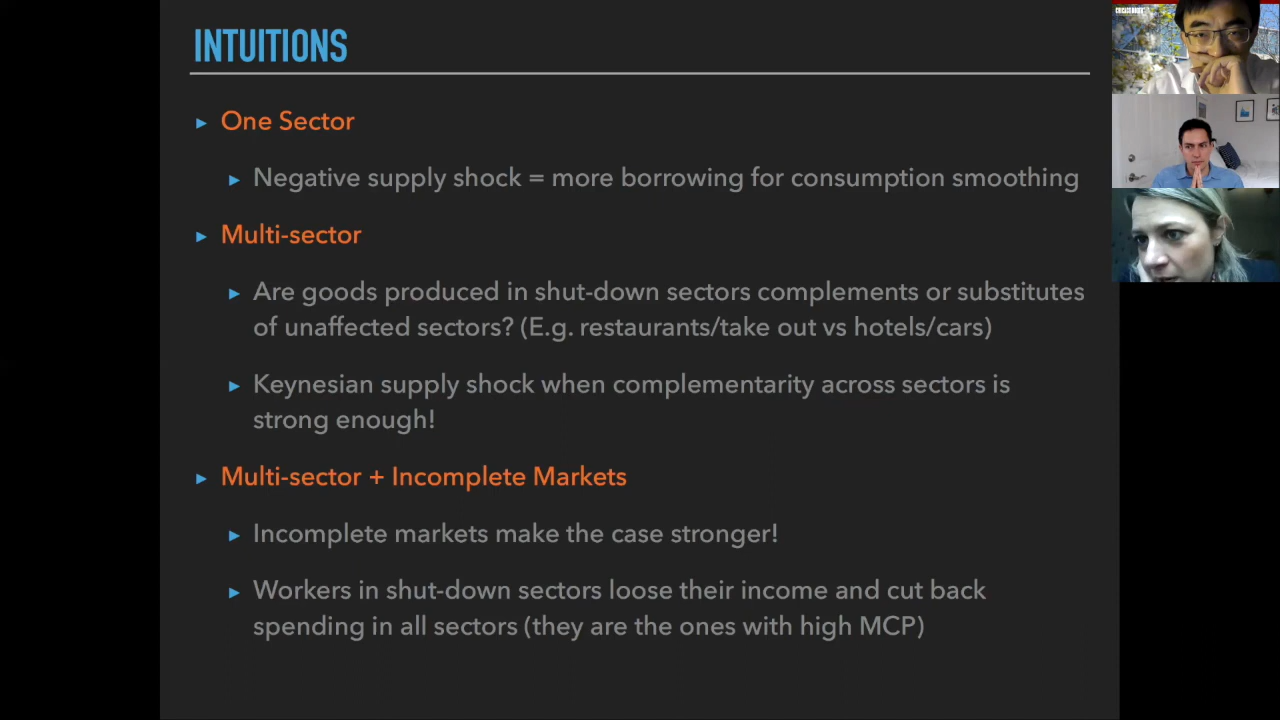 INTUITIONS
▸ One Sector
▸ Negative supply shock = more borrowing for consumption smoothing
▸ Multi-sector
▸ Are goods produced in shut-down sectors complements or substitutes
of unaffected sectors? (E.g. restaurants/take out vs hotels/cars)
▸ Keynesian supply shock when complementarity across sectors is
strong enough!
▸ Multi-sector + Incomplete Markets
▸ Incomplete markets make the case stronger!
▸ Workers in shut-down sectors loose their income and cut back
spending in all sectors (they are the ones with high MCP)